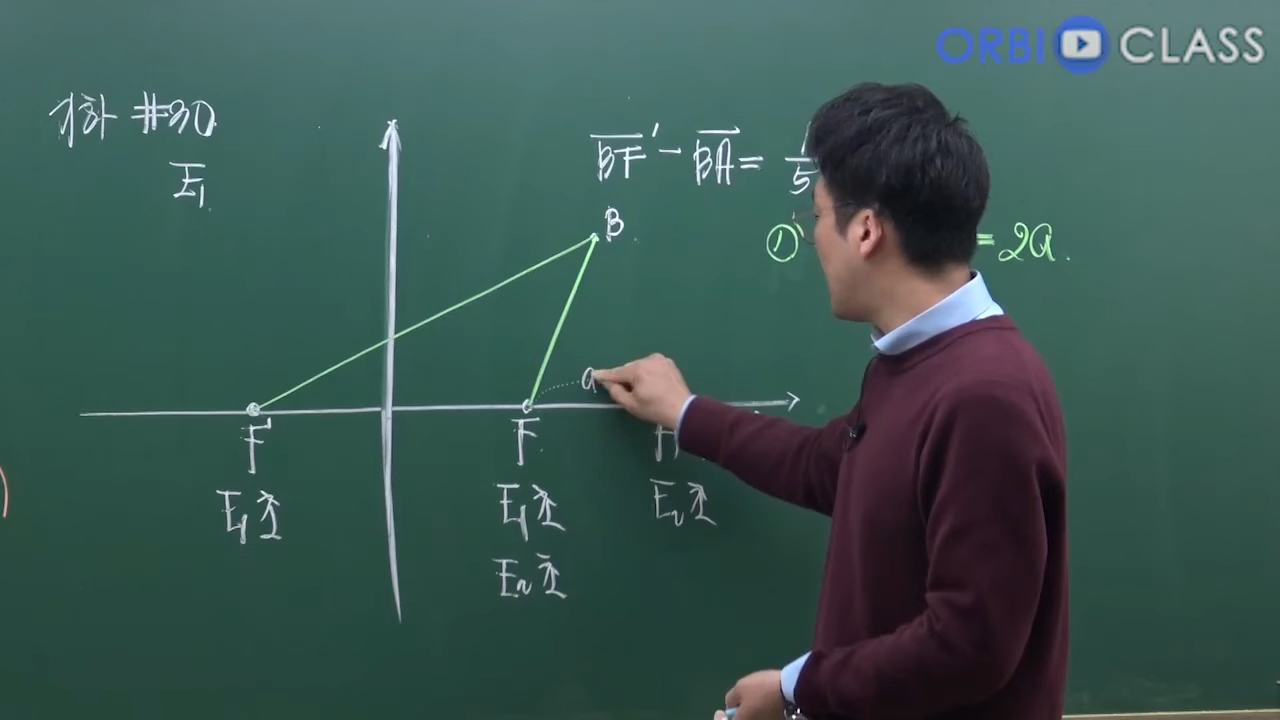 ORBI CLASS
기하 #30
E₁
BF' - BA = 1/5
① = 2a.
B
a
F'
F
A
E₁초
E₁초
E₂초
E₂초